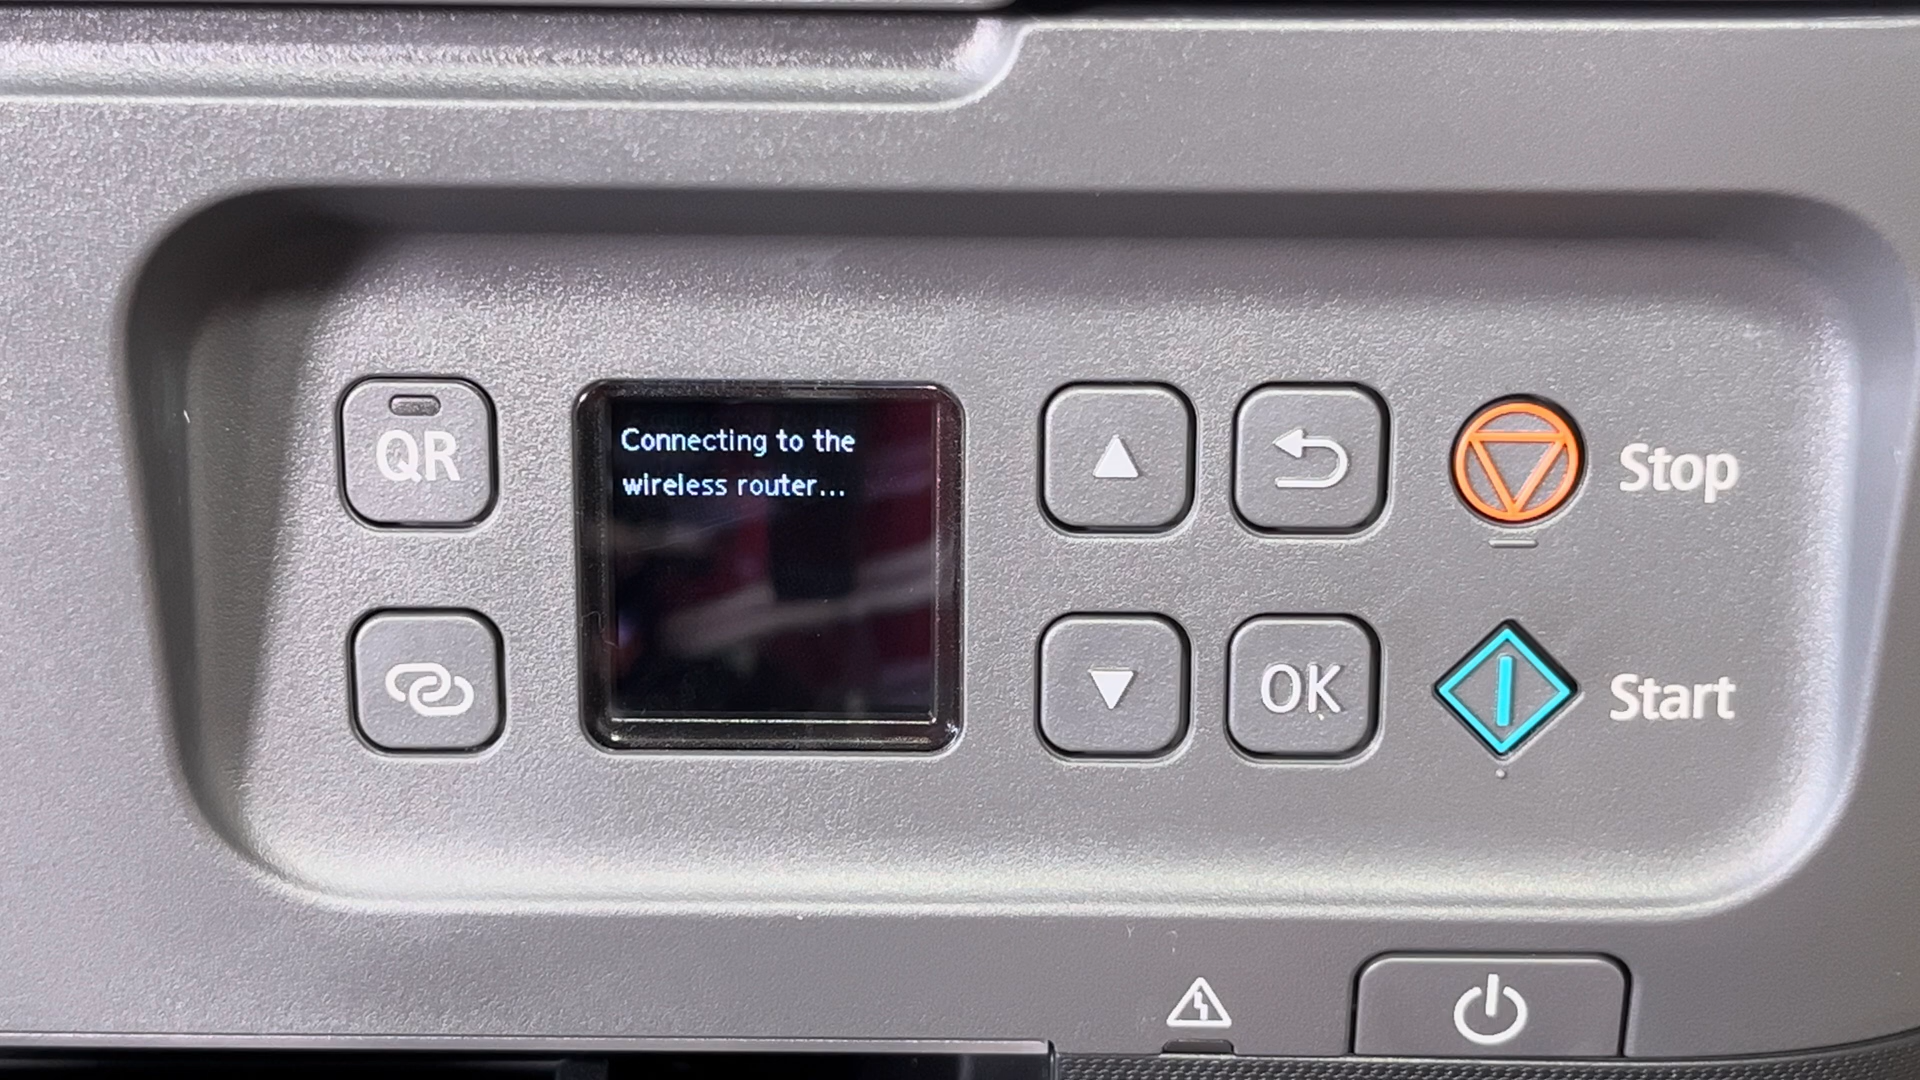 QR
Connecting to the
wireless router...
Stop
OK
Start